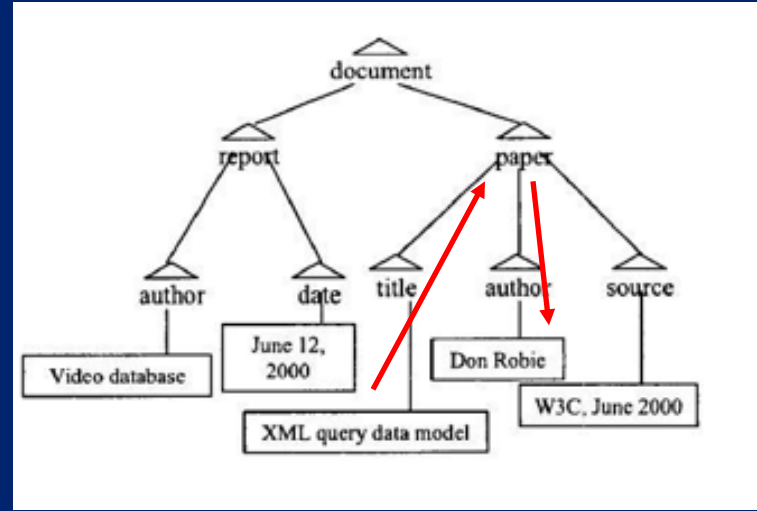 document
report
paper
author
date
title
author
source
Video database
June 12,
2000
XML query data model
Don Robie
W3C, June 2000